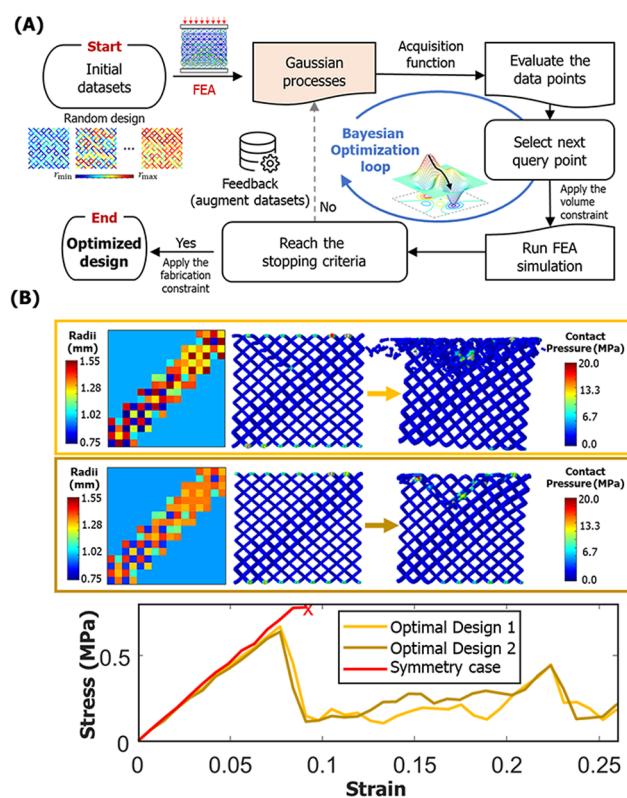 (A)
Start
Initial
datasets
FEA
Gaussian
processes
Acquisition
function
Evaluate the
data points
Random design
...
r_min
r_max
Feedback
(augment datasets)
No
Bayesian
Optimization
loop
Select next
query point
Apply the
volume
constraint
End
Optimized
design
Yes
Apply the
fabrication
constraint
Reach the
stopping criteria
Run FEA
simulation
(B)
Radii
(mm)
1.55
1.28
1.02
0.75
Contact
Pressure (MPa)
20.0
13.3
6.7
0.0
Radii
(mm)
1.55
1.28
1.02
0.75
Contact
Pressure (MPa)
20.0
13.3
6.7
0.0
Stress (MPa)
0.5
0
X
Optimal Design 1
Optimal Design 2
Symmetry case
0
0.05
0.1
0.15
0.2
0.25
Strain